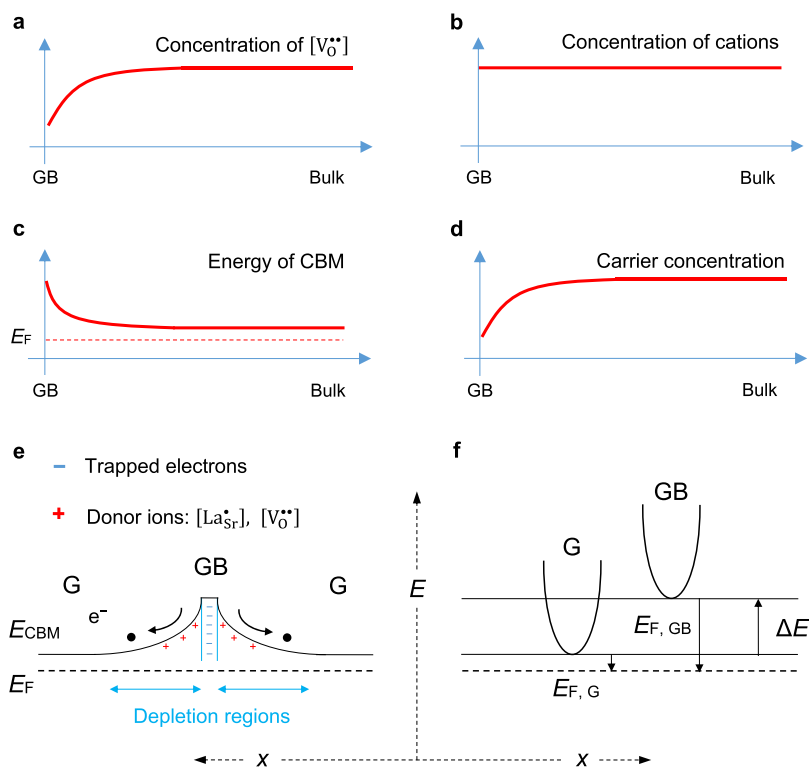 a
Concentration of [V_O^••]
GB
Bulk
b
Concentration of cations
GB
Bulk
c
Energy of CBM
E_F
GB
Bulk
d
Carrier concentration
GB
Bulk
e
− Trapped electrons
+ Donor ions: [La_Sr^•], [V_O^••]
G
GB
G
e⁻
E_CBM
E_F
Depletion regions
x
E
f
GB
G
E_F, GB
ΔE
E_F, G
x